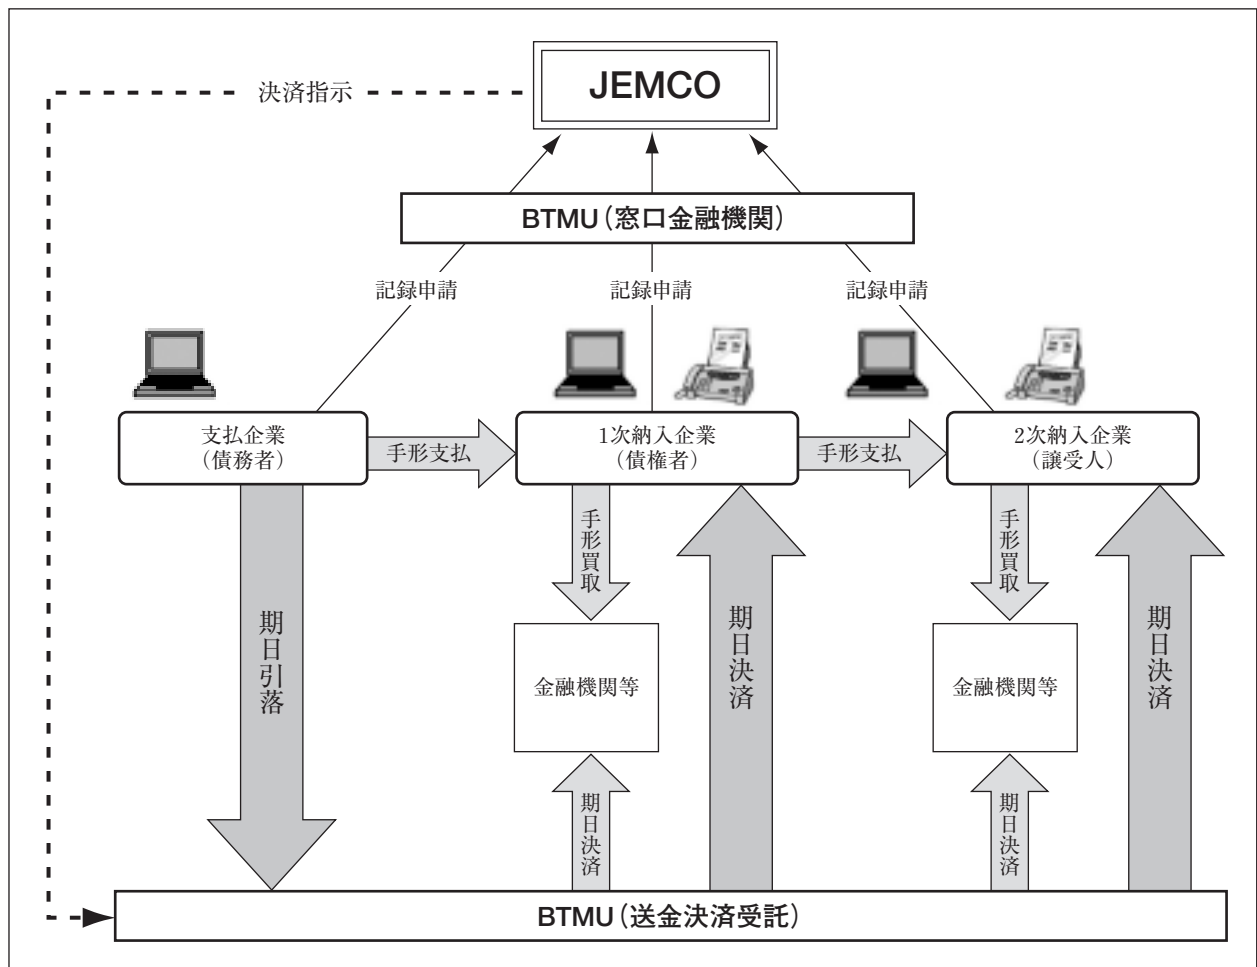 JEMCO
決済指示
BTMU（窓口金融機関）
記録申請
記録申請
記録申請
支払企業
（債務者）
手形支払
1次納入企業
（債権者）
手形支払
2次納入企業
（譲受人）
手形買取
手形買取
期日引落
期日決済
期日決済
金融機関等
金融機関等
期日決済
期日決済
BTMU（送金決済受託）